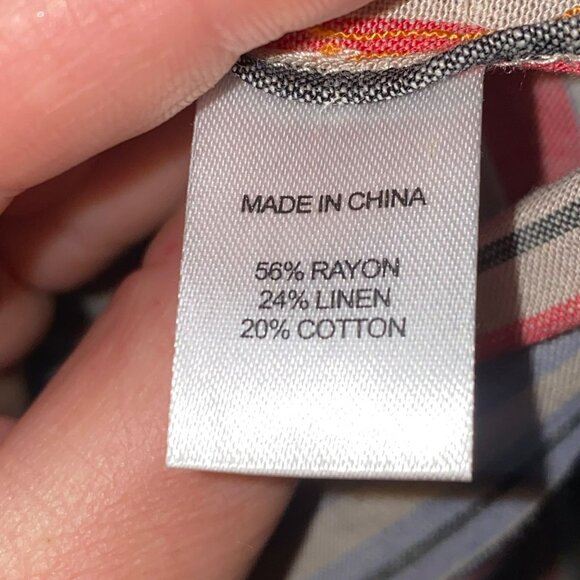 MADE IN CHINA
56% RAYON
24% LINEN
20% COTTON